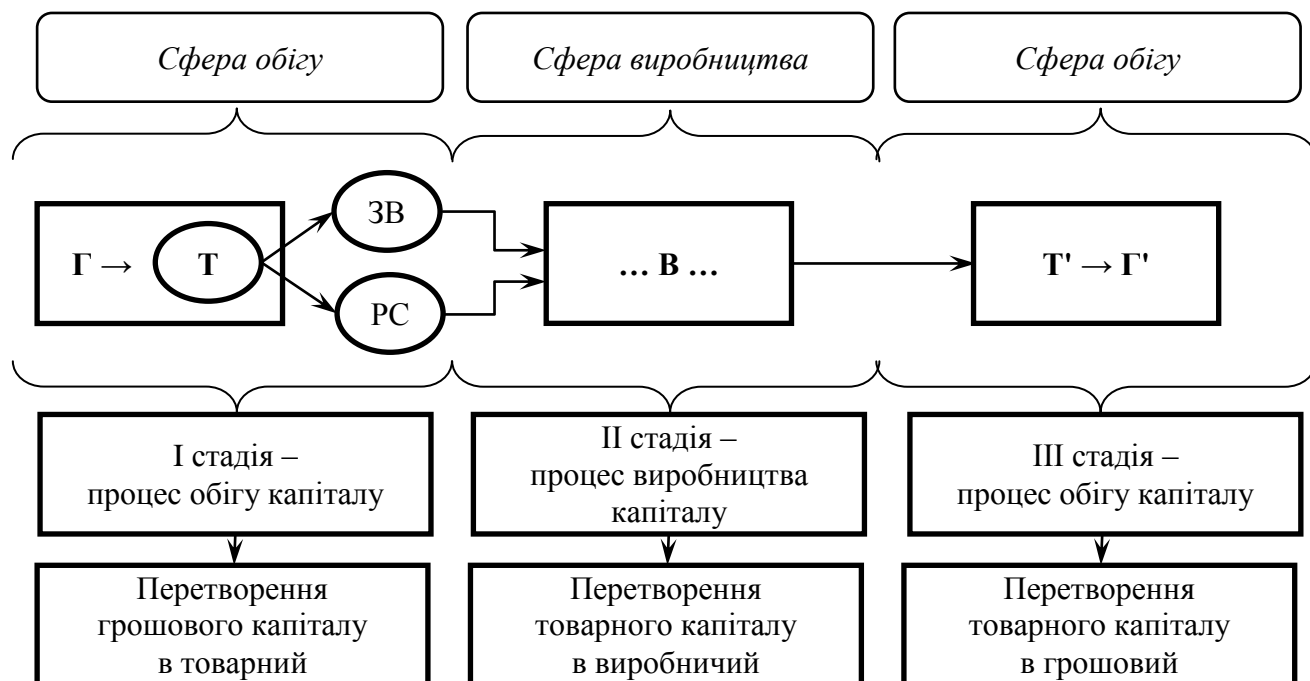 Сфера обігу
Сфера виробництва
Сфера обігу
Г → Т
ЗВ
РС
... В ...
Т' → Г'
І стадія –
процес обігу капіталу
ІІ стадія –
процес виробництва
капіталу
ІІІ стадія –
процес обігу капіталу
Перетворення
грошового капіталу
в товарний
Перетворення
товарного капіталу
в виробничий
Перетворення
товарного капіталу
в грошовий